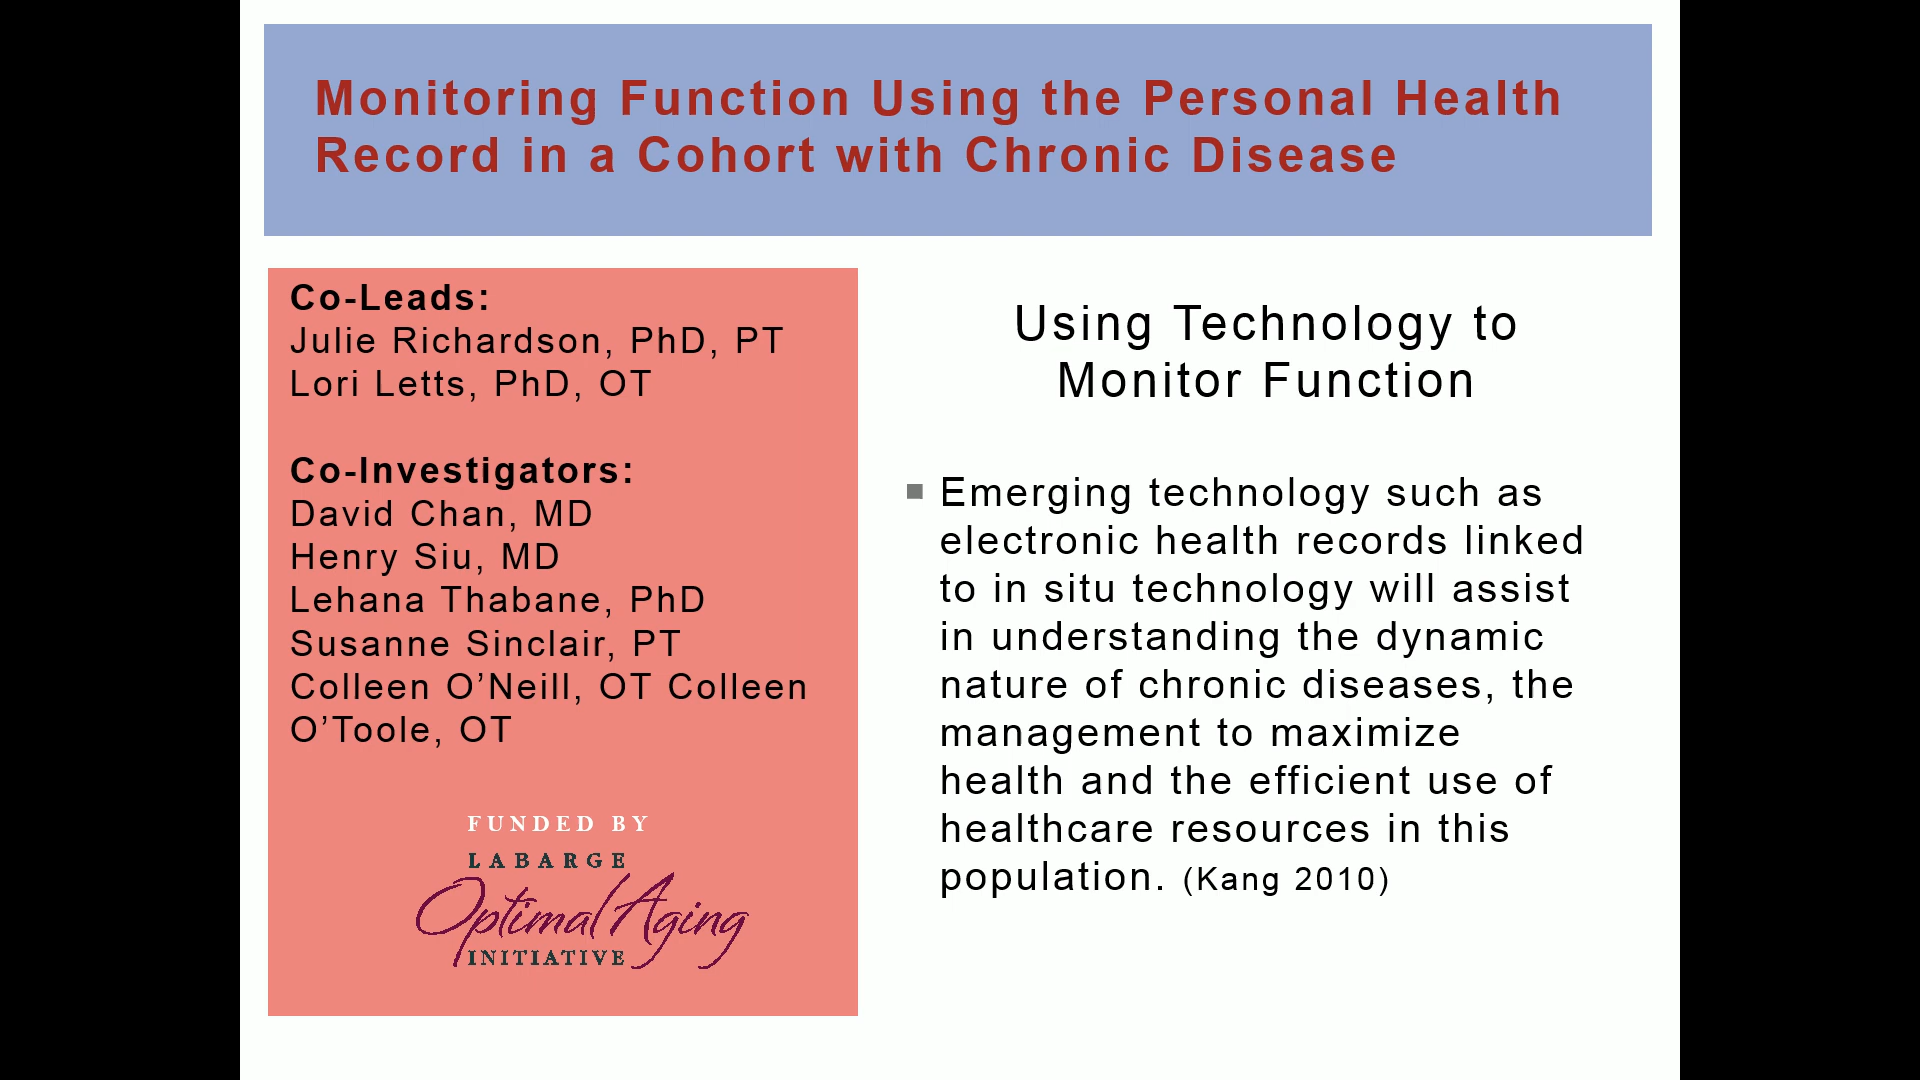 Monitoring Function Using the Personal Health
Record in a Cohort with Chronic Disease
Co-Leads:
Julie Richardson, PhD, PT
Lori Letts, PhD, OT
Co-Investigators:
David Chan, MD
Henry Siu, MD
Lehana Thabane, PhD
Susanne Sinclair, PT
Colleen O’Neill, OT Colleen
O’Toole, OT
FUNDED BY
LABARGE
Optimal Aging
INITIATIVE
Using Technology to
Monitor Function
Emerging technology such as
electronic health records linked
to in situ technology will assist
in understanding the dynamic
nature of chronic diseases, the
management to maximize
health and the efficient use of
healthcare resources in this
population. (Kang 2010)